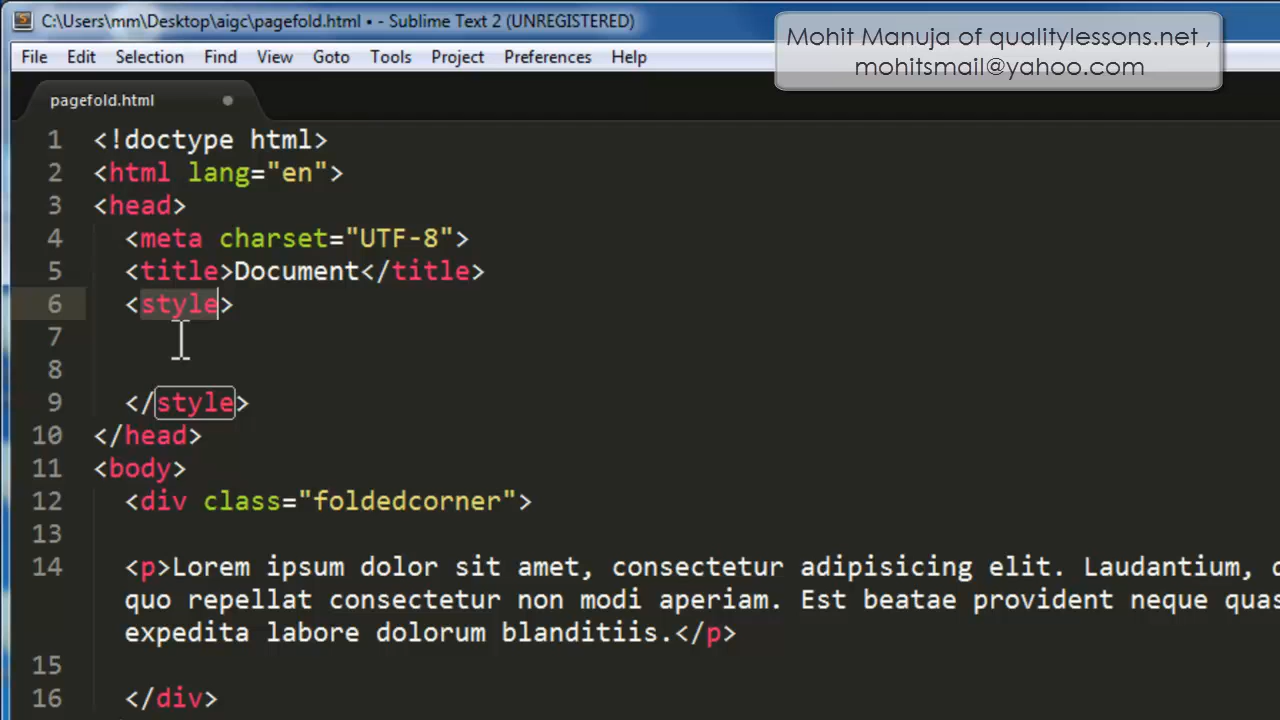 C:\Users\mm\Desktop\aigc\pagefold.html • - Sublime Text 2 (UNREGISTERED)
Mohit Manuja of qualitylessons.net ,
mohitsmail@yahoo.com
File Edit Selection Find View Goto Tools Project Preferences Help
pagefold.html
1 <!doctype html>
2 <html lang="en">
3 <head>
4 <meta charset="UTF-8">
5 <title>Document</title>
6 <style>
7
8
9 </style>
10 </head>
11 <body>
12 <div class="foldedcorner">
13
14 <p>Lorem ipsum dolor sit amet, consectetur adipisicing elit. Laudantium,
quo repellat consectetur non modi aperiam. Est beatae provident neque quas
expedita labore dolorum blanditiis.</p>
15
16 </div>